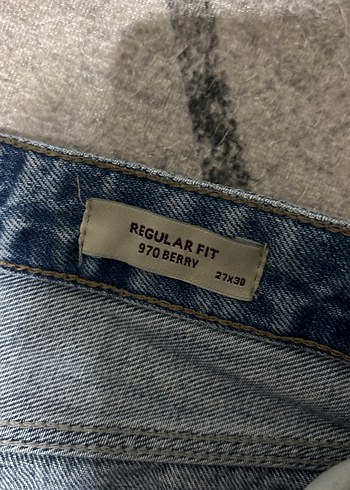 REGULAR FIT
970 BERRY
27X30